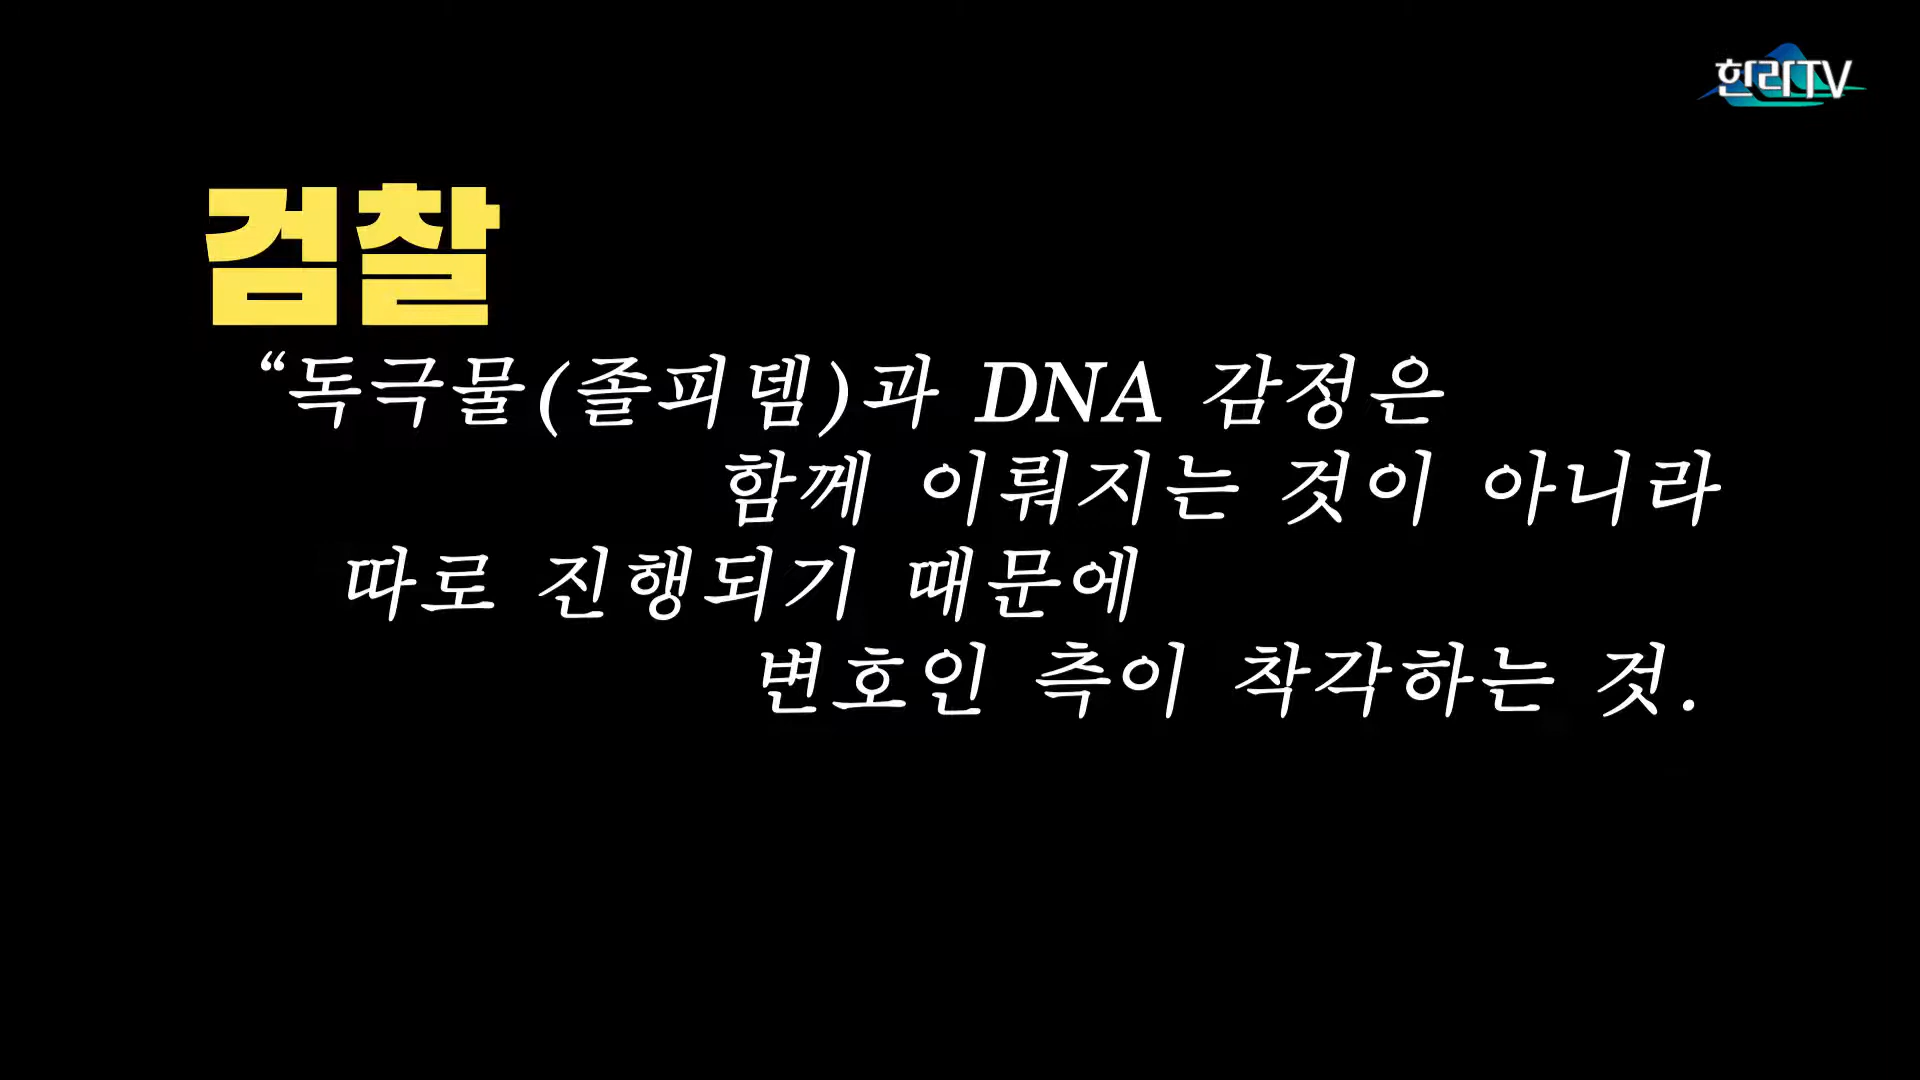 한라TV
검찰
“독극물(졸피뎀)과 DNA 감정은
함께 이뤄지는 것이 아니라
따로 진행되기 때문에
변호인 측이 착각하는 것.